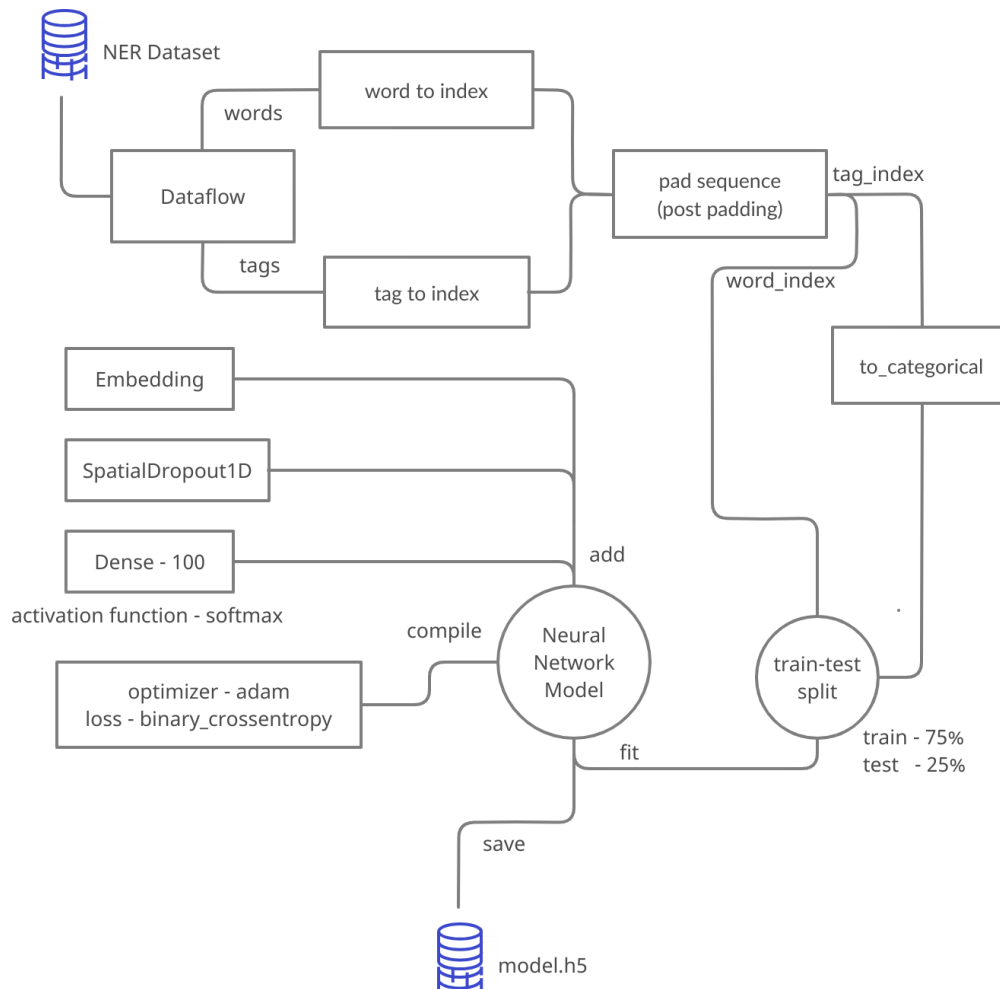 NER Dataset
word to index
words
Dataflow
pad sequence
(post padding)
tag_index
tags
tag to index
word_index
Embedding
to_categorical
SpatialDropout1D
Dense - 100
add
activation function - softmax
compile
Neural
Network
Model
train-test
split
optimizer - adam
loss - binary_crossentropy
train - 75%
test - 25%
fit
save
model.h5